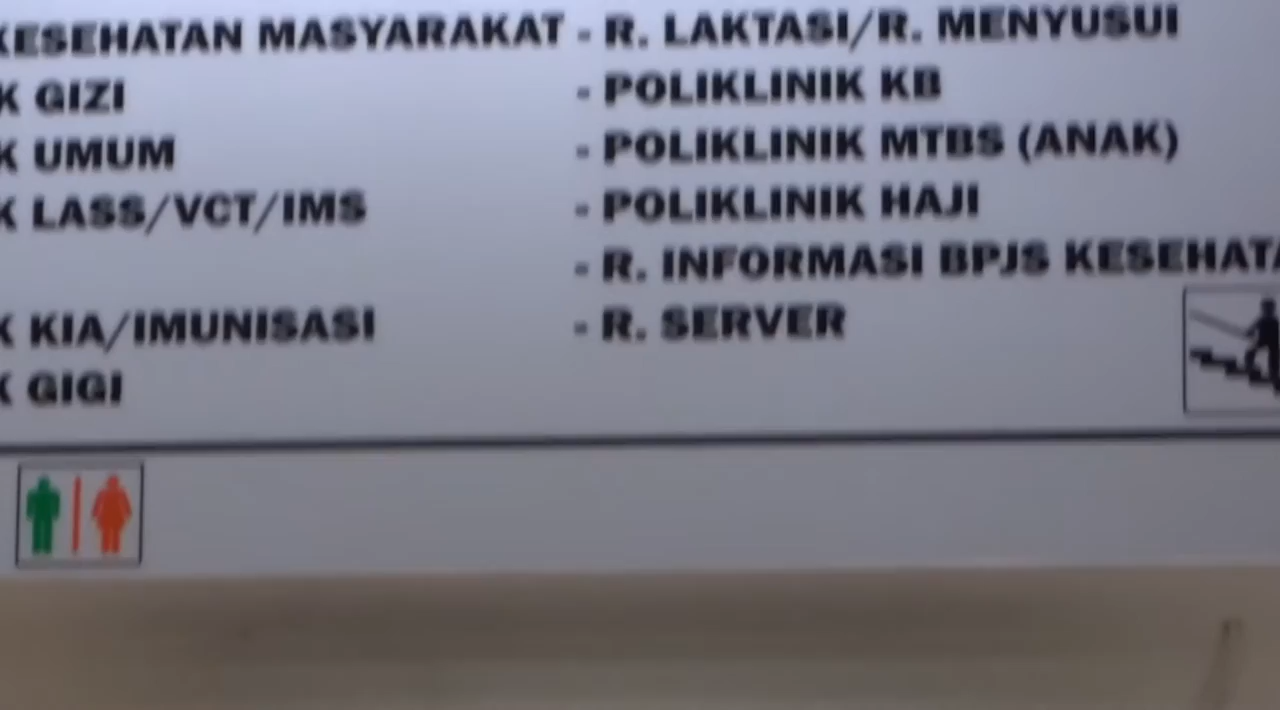 KESEHATAN MASYARAKAT
K GIZI
K UMUM
K LASS/VCT/IMS
K KIA/IMUNISASI
K GIGI
- R. LAKTASI/R. MENYUSUI
- POLIKLINIK KB
- POLIKLINIK MTBS (ANAK)
- POLIKLINIK HAJI
- R. INFORMASI BPJS KESEHATA
- R. SERVER